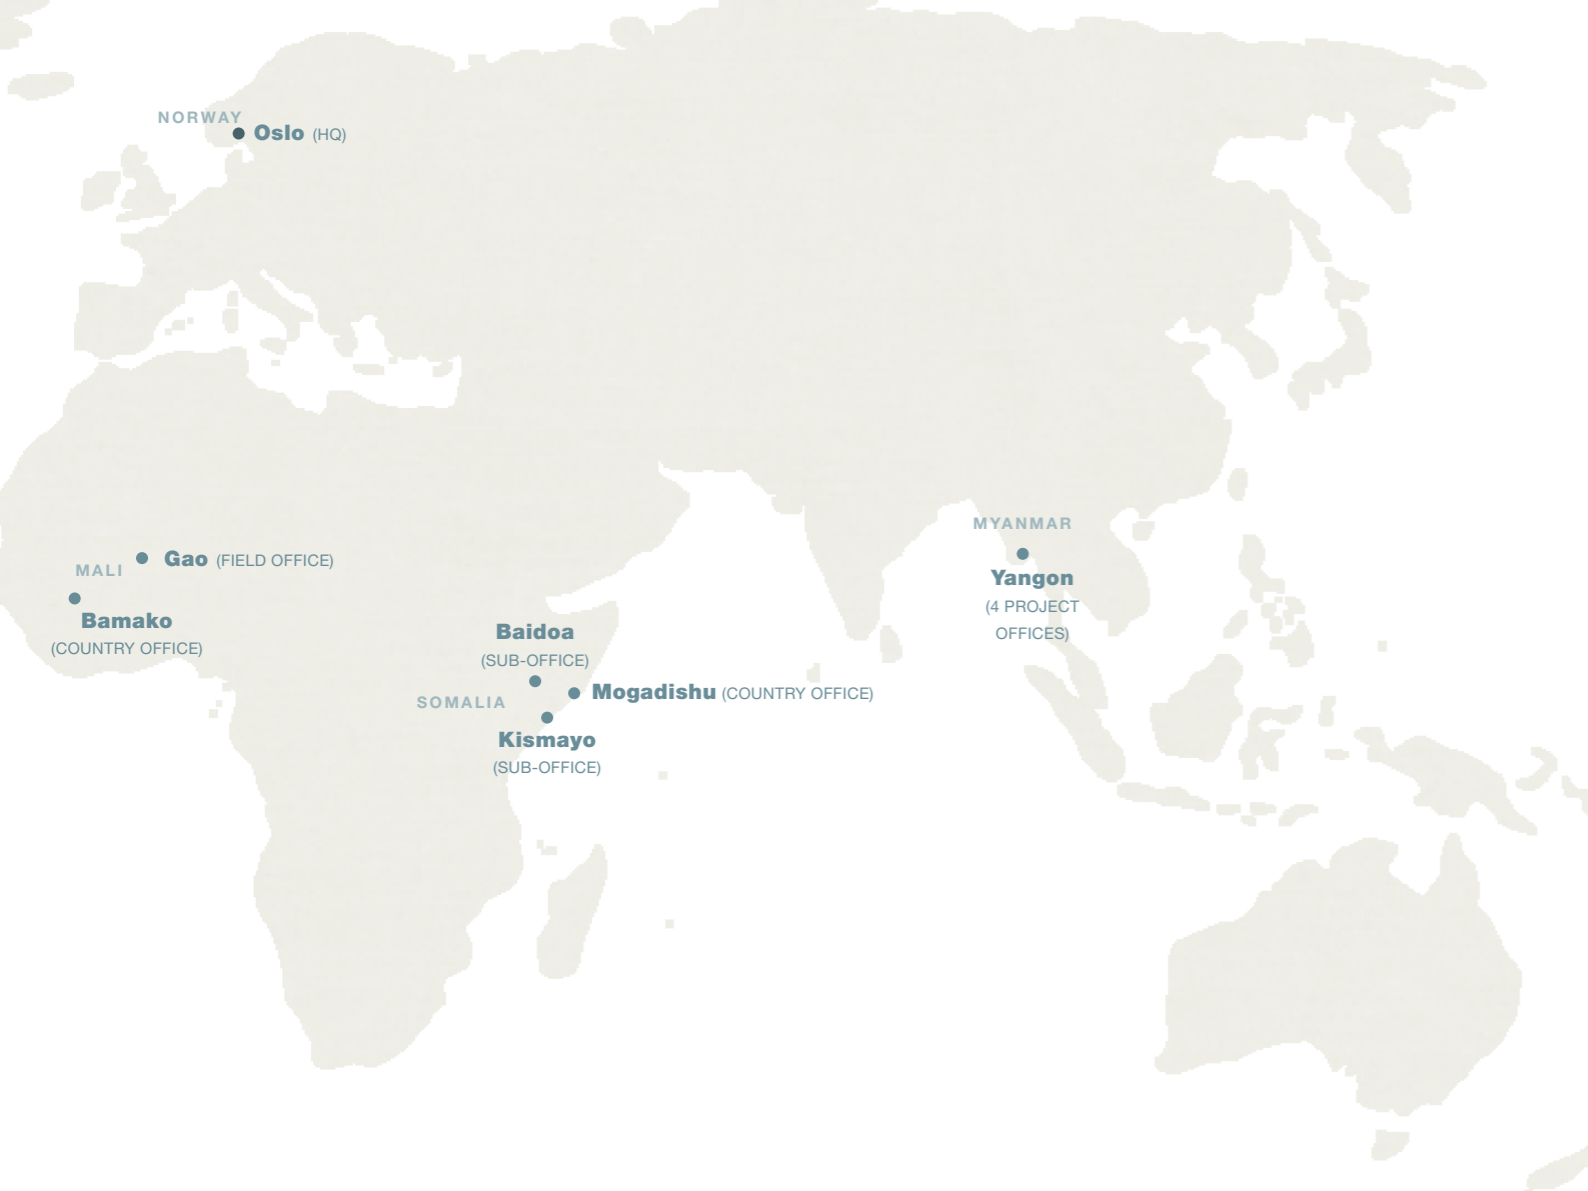 NORWAY
Oslo (HQ)
MYANMAR
Yangon
(4 PROJECT
OFFICES)
Gao (FIELD OFFICE)
MALI
Bamako
(COUNTRY OFFICE)
Baidoa
(SUB-OFFICE)
Mogadishu (COUNTRY OFFICE)
SOMALIA
Kismayo
(SUB-OFFICE)